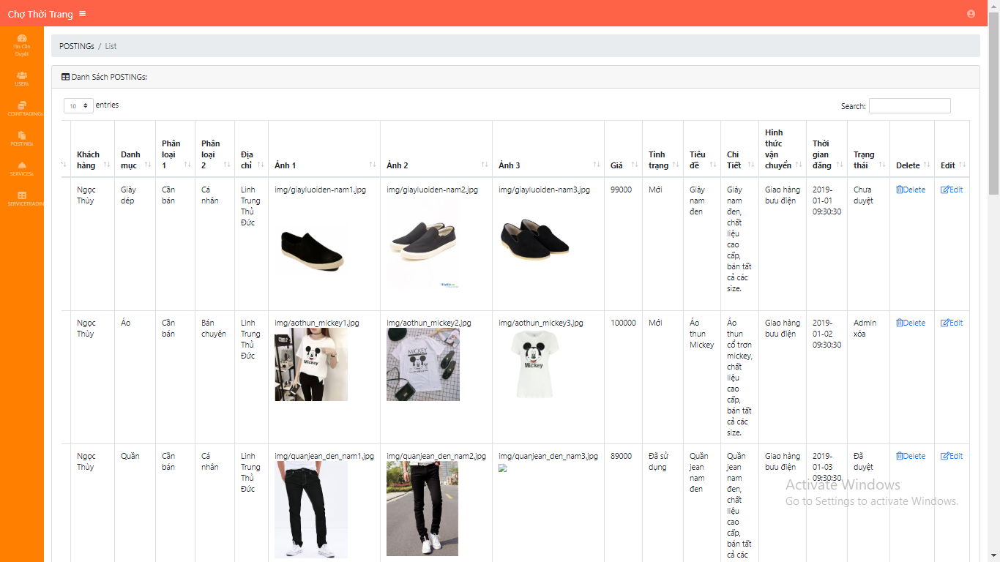 Chợ Thời Trang
Tin Cần
Duyệt
USERs
COINTRADINGs
POSTINGs
SERVICESs
SERVICETRADIN
POSTINGs / List
Danh Sách POSTINGs:
10 entries
Search:
Khách
hàng
Danh
mục
Phân
loại
1
Phân
loại
2
Địa
chỉ
Ảnh 1
Ảnh 2
Ảnh 3
Giá
Tình
trạng
Tiêu
đề
Chi
Tiết
Hình
thức
vận
chuyển
Thời
gian
đăng
Trạng
thái
Delete
Edit
Ngọc
Thủy
Giày
dép
Cần
bán
Cá
nhân
Linh
Trung
Thủ
Đức
img/giayluoiden-nam1.jpg
img/giayluoiden-nam2.jpg
img/giayluoiden-nam3.jpg
99000
Mới
Giày
nam
đen
Giày
nam
đen,
chất
liệu
cao
cấp,
bán tất
cả các
size.
Giao hàng
bưu điện
2019-
01-01
09:30:30
Chưa
duyệt
Delete
Edit
Ngọc
Thủy
Áo
Cần
bán
Bán
chuyên
Linh
Trung
Thủ
Đức
img/aothun_mickey1.jpg
Mickey
img/aothun_mickey2.jpg
MICKEY
img/aothun_mickey3.jpg
Mickey
100000
Mới
Áo
thun
Mickey
Áo
thun
cổ trơn
mickey,
chất
liệu
cao
cấp,
bán tất
cả các
size.
Giao hàng
bưu điện
2019-
01-02
09:30:30
Admin
xóa
Delete
Edit
Ngọc
Thủy
Quần
Cần
bán
Cá
nhân
Linh
Trung
Thủ
Đức
img/quanjean_den_nam1.jpg
img/quanjean_den_nam2.jpg
img/quanjean_den_nam3.jpg
89000
Đã sử
dụng
Quần
jean
nam
đen
Quần
jean
nam
đen,
chất
liệu
cao
cấp,
bán tất
cả các
Giao hàng
bưu điện
2019-
01-03
09:30:30
Đã
duyệt
Delete
Edit
Activate Windows
Go to Settings to activate Windows.